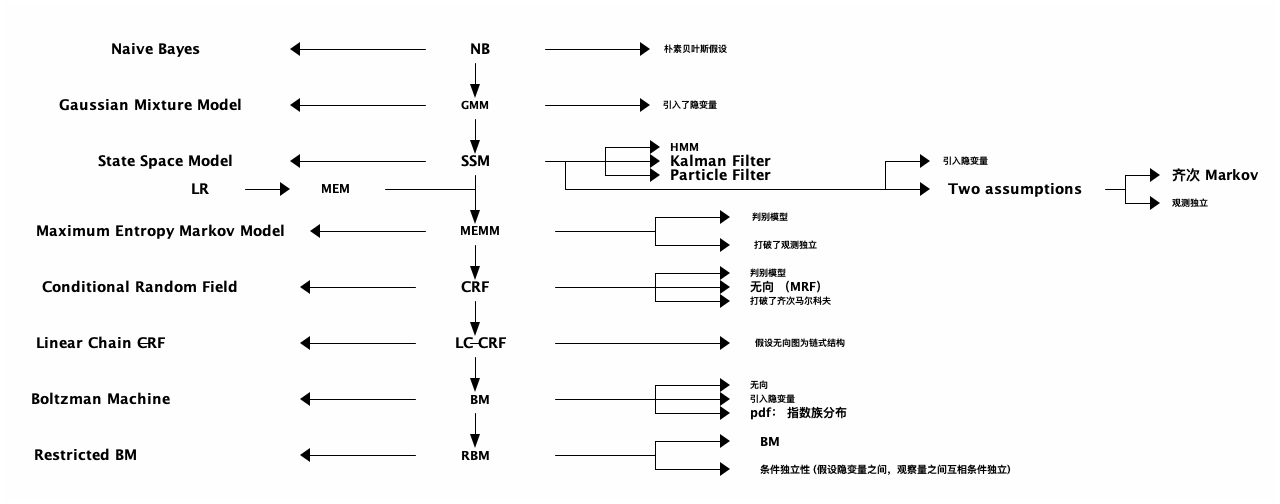 Naive Bayes NB 朴素贝叶斯假设
Gaussian Mixture Model GMM 引入了隐变量
HMM
State Space Model SSM Kalman Filter 引入隐变量
Particle Filter 齐次 Markov
LR MEM Two assumptions
观测独立
判别模型
Maximum Entropy Markov Model MEMM
打破了观测独立
判别模型
Conditional Random Field CRF 无向 (MRF)
打破了齐次马尔科夫
Linear Chain CRF LC-CRF 假设无向图为链式结构
无向
Boltzman Machine BM 引入隐变量
pdf: 指数族分布
BM
Restricted BM RBM
条件独立性 (假设隐变量之间，观察量之间互相条件独立)